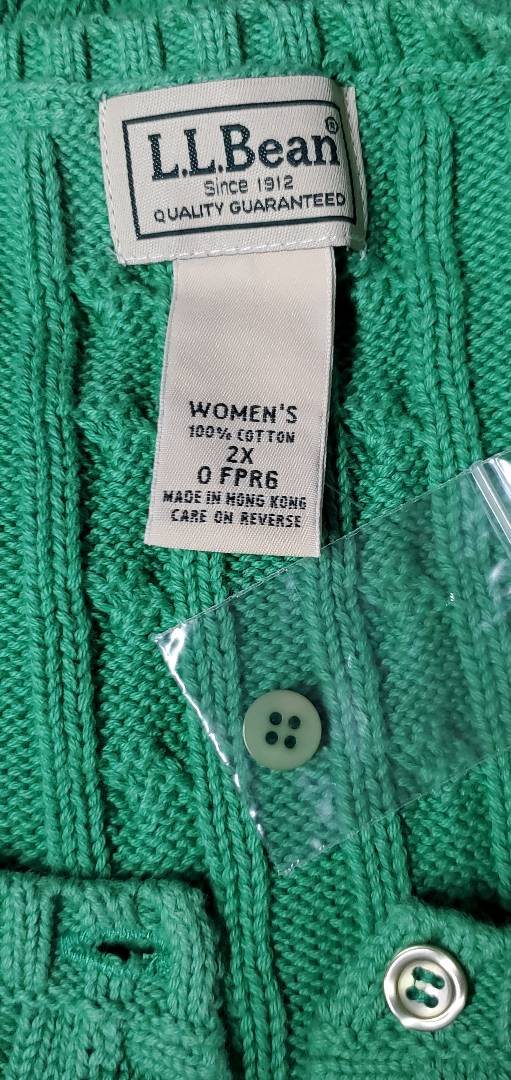 L.L.Bean®
Since 1912
QUALITY GUARANTEED
WOMEN'S
100% COTTON
2X
0 FPR6
MADE IN HONG KONG
CARE ON REVERSE